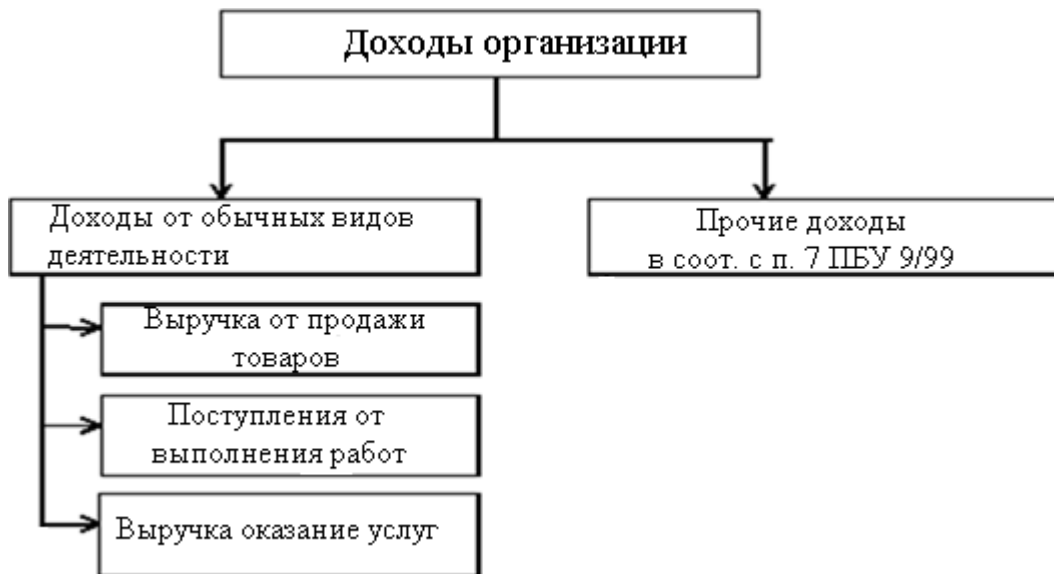 Доходы организации
Доходы от обычных видов
деятельности
Прочие доходы
в соот. с п. 7 ПБУ 9/99
Выручка от продажи
товаров
Поступления от
выполнения работ
Выручка оказание услуг